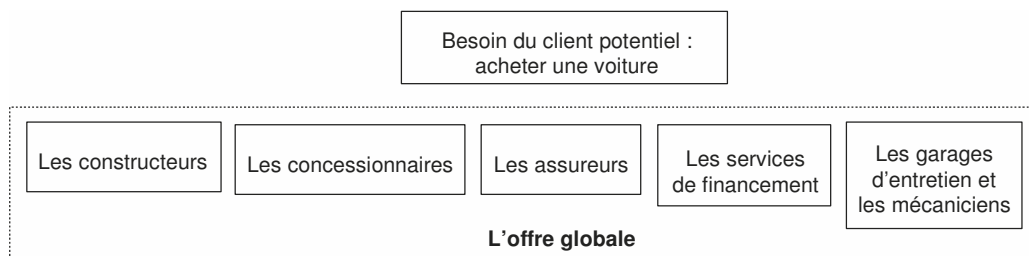 Besoin du client potentiel :
acheter une voiture
Les constructeurs
Les concessionnaires
Les assureurs
Les services
de financement
Les garages
d'entretien et
les mécaniciens
L'offre globale